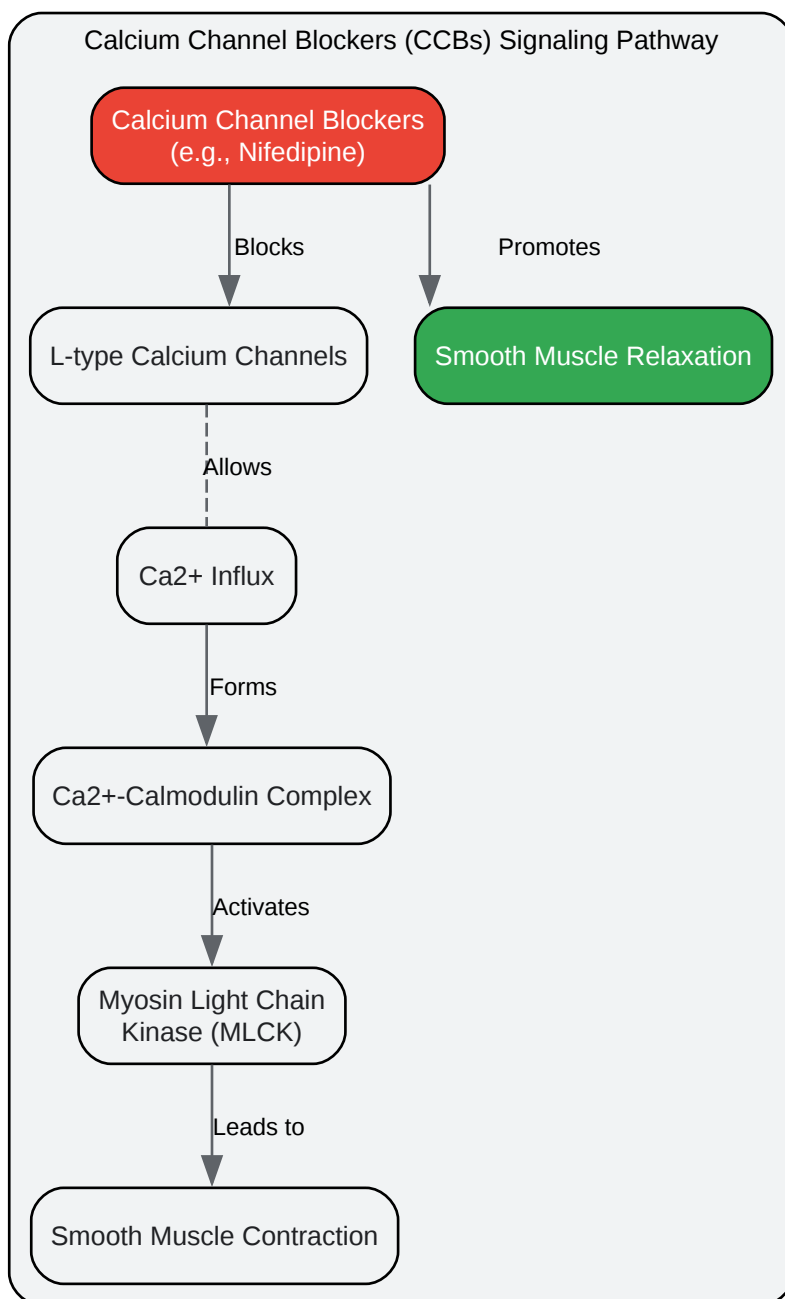 Calcium Channel Blockers (CCBs) Signaling Pathway
Calcium Channel Blockers
(e.g., Nifedipine)
Blocks
Promotes
L-type Calcium Channels
Smooth Muscle Relaxation
Allows
Ca2+ Influx
Forms
Ca2+-Calmodulin Complex
Activates
Myosin Light Chain
Kinase (MLCK)
Leads to
Smooth Muscle Contraction